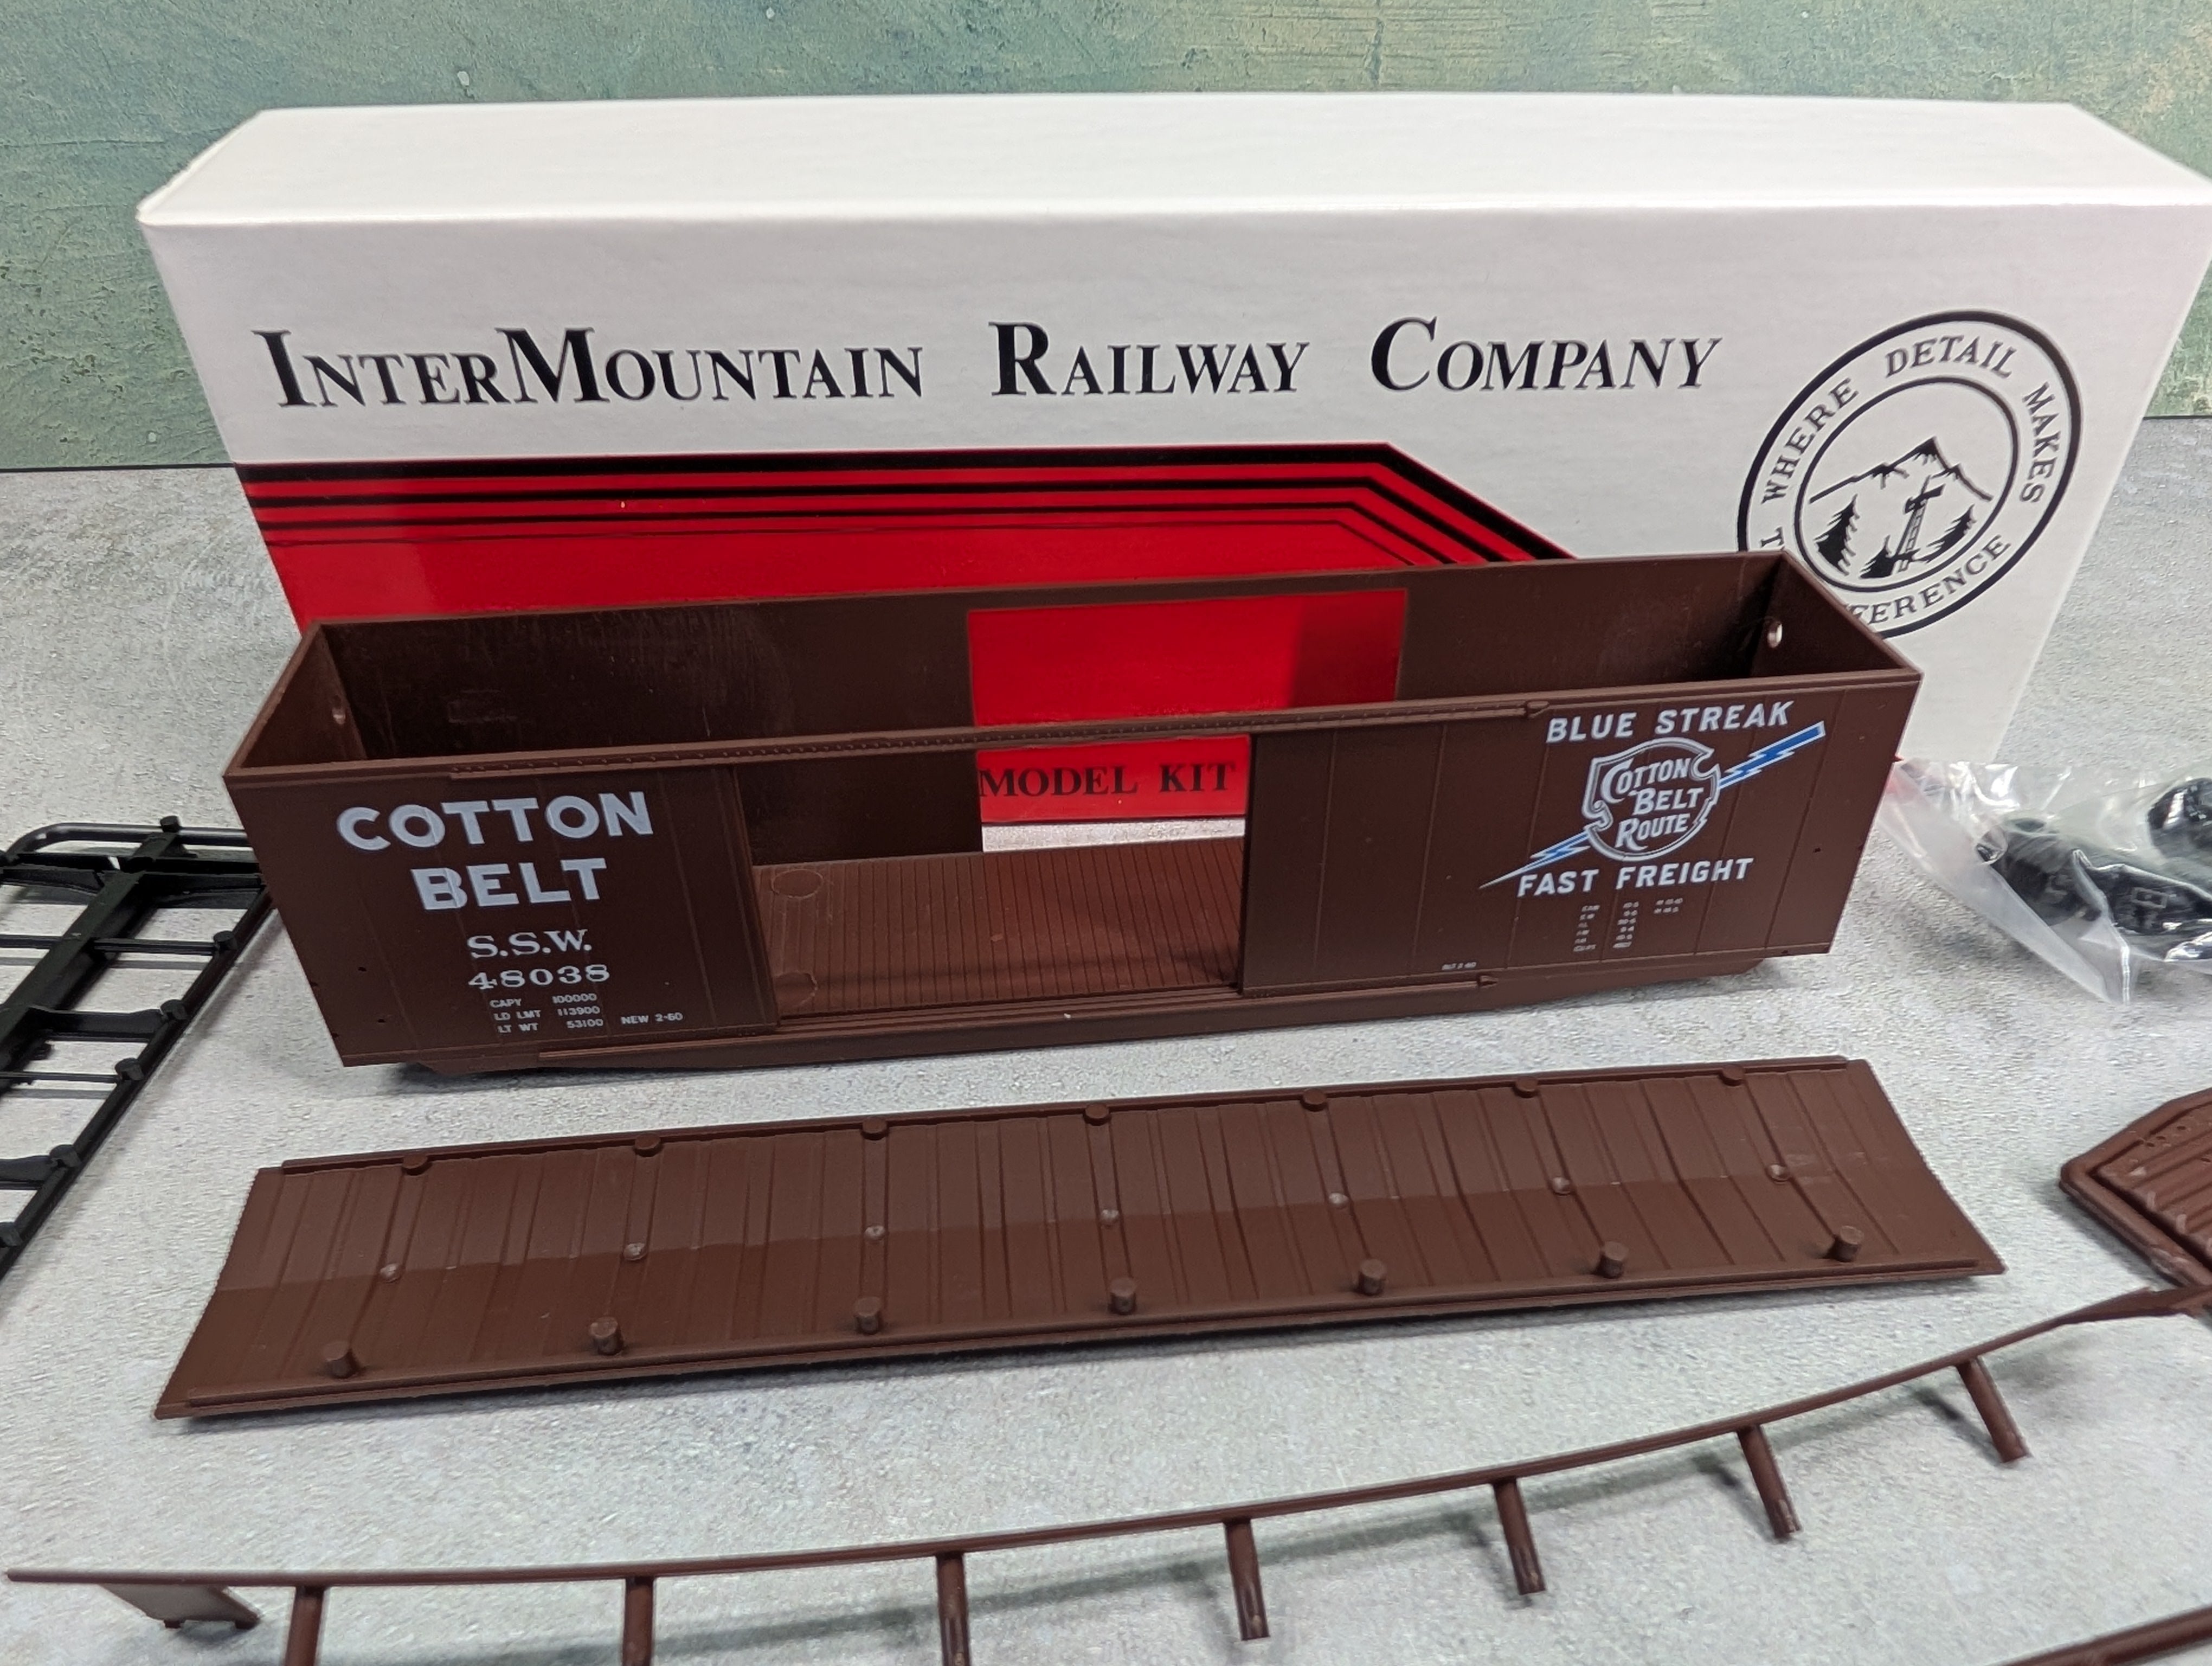 INTERMOUNTAIN RAILWAY COMPANY
WHERE DETAIL MAKES
MODEL KIT
COTTON
BELT
S.S.W.
48038
CAPY 100000
LD LMT 113900
LT WT 53100 NEW 2-60
BLUE STREAK
COTTON
BELT
ROUTE
FAST FREIGHT